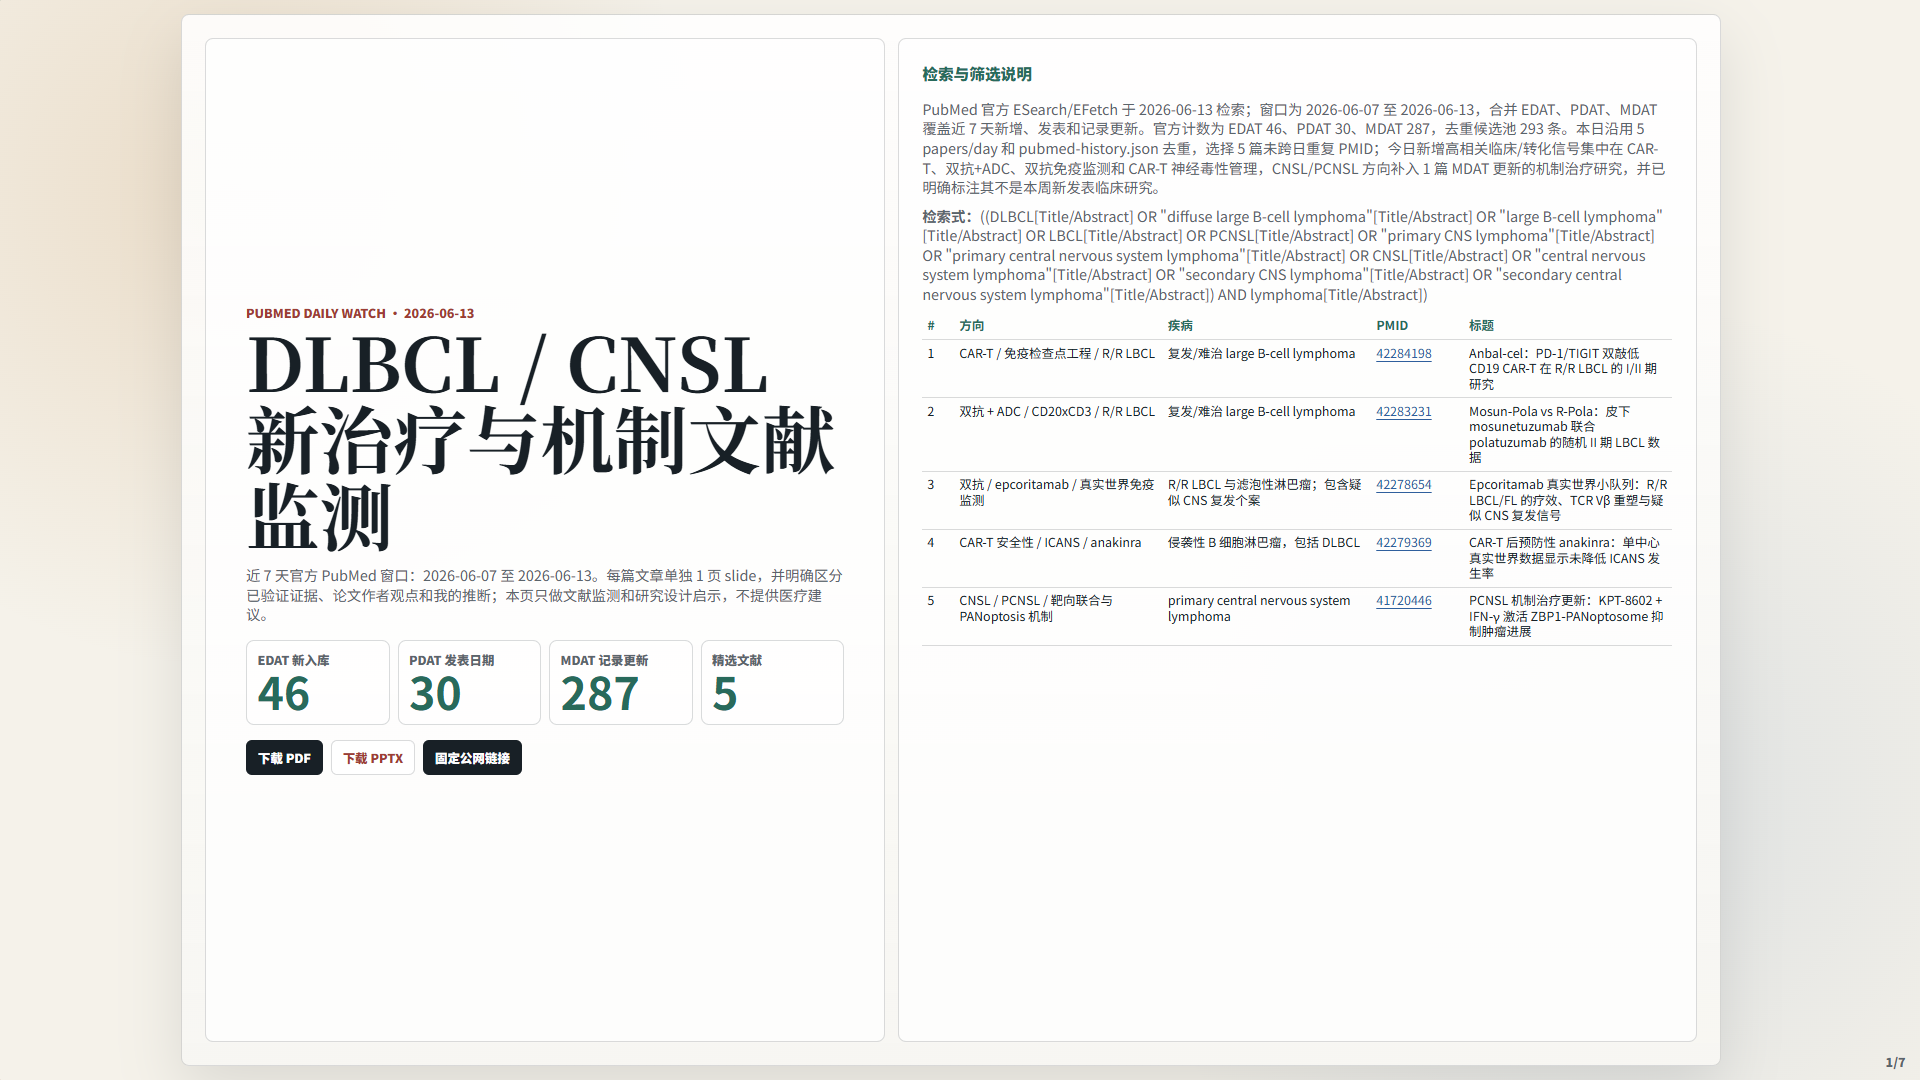 PUBMED DAILY WATCH • 2026-06-13
DLBCL / CNSL
新治疗与机制文献
监测
近 7 天官方 PubMed 窗口：2026-06-07 至 2026-06-13。每篇文章单独 1 页 slide，并明确区分
已验证证据、论文作者观点和我的推断；本页只做文献监测和研究设计启示，不提供医疗建
议。
EDAT 新入库
46
PDAT 发表日期
30
MDAT 记录更新
287
精选文献
5
下载 PDF
下载 PPTX
固定公网链接
检索与筛选说明
PubMed 官方 ESearch/EFetch 于 2026-06-13 检索；窗口为 2026-06-07 至 2026-06-13，合并 EDAT、PDAT、MDAT
覆盖近 7 天新增、发表和记录更新。官方计数为 EDAT 46、PDAT 30、MDAT 287，去重候选池 293 条。本日沿用 5
papers/day 和 pubmed-history.json 去重，选择 5 篇未跨日重复 PMID；今日新增高相关临床/转化信号集中在 CAR-
T、双抗+ADC、双抗免疫监测和 CAR-T 神经毒性管理，CNSL/PCNSL 方向补入 1 篇 MDAT 更新的机制治疗研究，并已
明确标注其不是本周新发表临床研究。
检索式：((DLBCL[Title/Abstract] OR "diffuse large B-cell lymphoma"[Title/Abstract] OR "large B-cell lymphoma"
[Title/Abstract] OR LBCL[Title/Abstract] OR PCNSL[Title/Abstract] OR "primary CNS lymphoma"[Title/Abstract]
OR "primary central nervous system lymphoma"[Title/Abstract] OR CNSL[Title/Abstract] OR "central nervous
system lymphoma"[Title/Abstract] OR "secondary CNS lymphoma"[Title/Abstract] OR "secondary central
nervous system lymphoma"[Title/Abstract]) AND lymphoma[Title/Abstract])
# 方向 疾病 PMID 标题
1 CAR-T / 免疫检查点工程 / R/R LBCL 复发/难治 large B-cell lymphoma 42284198 Anbal-cel：PD-1/TIGIT 双敲低
CD19 CAR-T 在 R/R LBCL 的 I/II 期
研究
2 双抗 + ADC / CD20xCD3 / R/R LBCL 复发/难治 large B-cell lymphoma 42283231 Mosun-Pola vs R-Pola：皮下
mosunetuzumab 联合
polatuzumab 的随机 II 期 LBCL 数
据
3 双抗 / epcoritamab / 真实世界免疫 R/R LBCL 与滤泡性淋巴瘤；包含疑 42278654 Epcoritamab 真实世界小队列：R/R
监测 似 CNS 复发个案 LBCL/FL 的疗效、TCR Vβ 重塑与疑
似 CNS 复发信号
4 CAR-T 安全性 / ICANS / anakinra 侵袭性 B 细胞淋巴瘤，包括 DLBCL 42279369 CAR-T 后预防性 anakinra：单中心
真实世界数据显示未降低 ICANS 发
生率
5 CNSL / PCNSL / 靶向联合与 primary central nervous system 41720446 PCNSL 机制治疗更新：KPT-8602 +
PANoptosis 机制 lymphoma IFN-γ 激活 ZBP1-PANoptosome 抑
制肿瘤进展
1/7